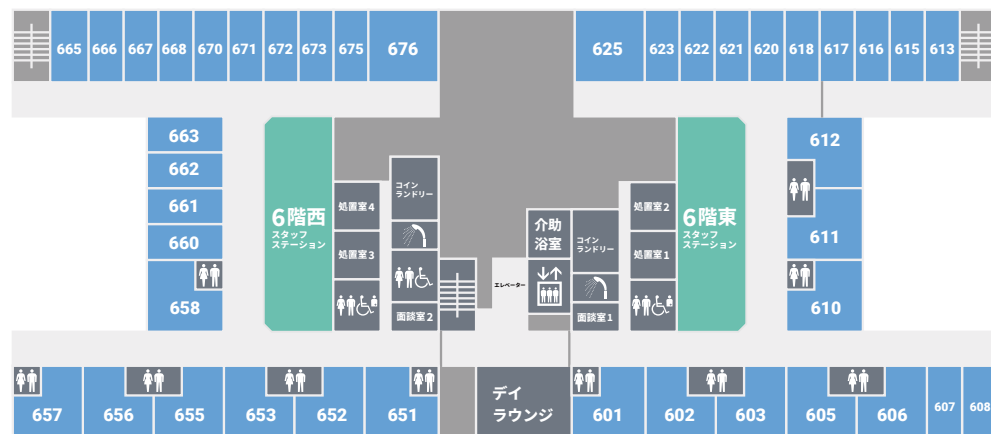 665 666 667 668 670 671 672 673 675 676 625 623 622 621 620 618 617 616 615 613
663
662
661
660
658
6階西
スタッフ
ステーション
処置室4
処置室3
コイン
ランドリー
面談室2
エレベーター
介助
浴室
コイン
ランドリー
面談室1
処置室2
処置室1
6階東
スタッフ
ステーション
612
611
610
657 656 655 653 652 651
デイ
ラウンジ
601 602 603 605 606 607 608